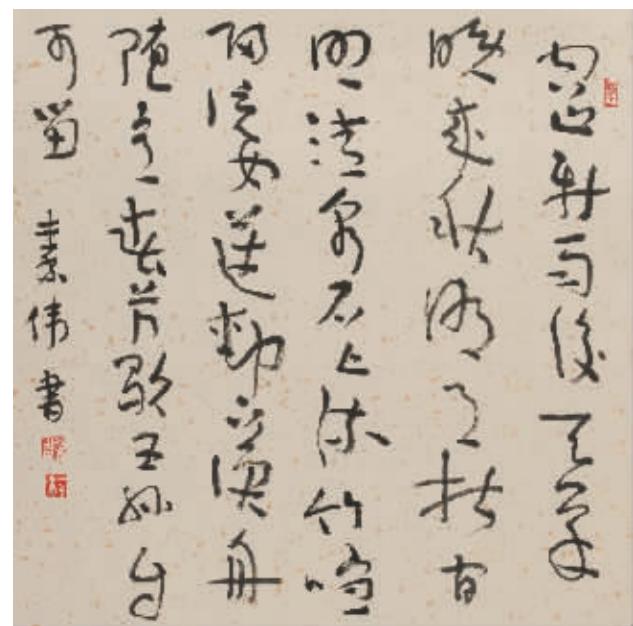 空山新雨後天氣
晚來秋明月松間
照清泉石上流竹喧
歸浣女蓮動下漁舟
隨意春芳歇王孫自
可留 素伟書